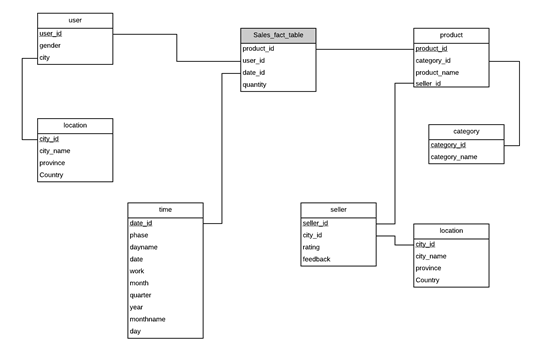 user
user_id
gender
city
Sales_fact_table
product_id
user_id
date_id
quantity
product
product_id
category_id
product_name
seller_id
location
city_id
city_name
province
Country
category
category_id
category_name
time
date_id
phase
dayname
date
work
month
quarter
year
monthname
day
seller
seller_id
city_id
rating
feedback
location
city_id
city_name
province
Country